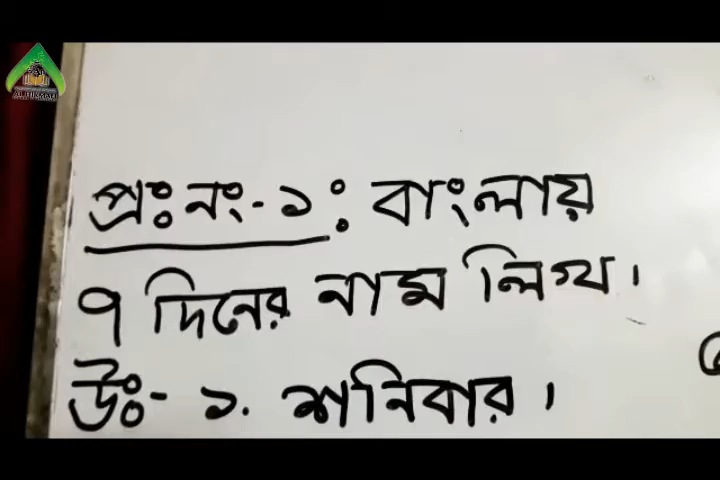 প্রঃনং-১ঃ বাংলায়
৭ দিনের নাম লিখ।
উঃ- ১. শনিবার।